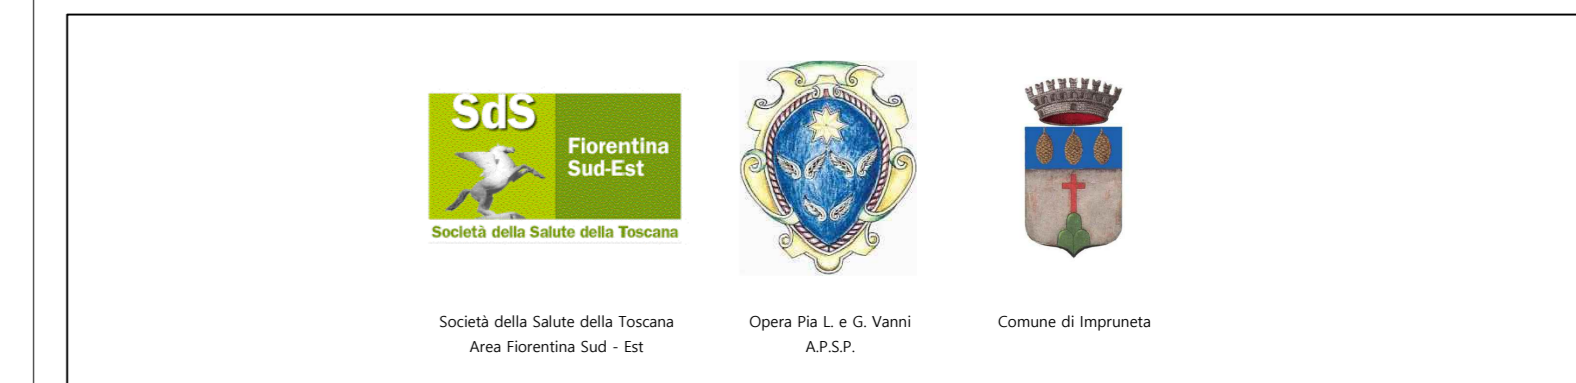 SdS
Fiorentina
Sud-Est
Società della Salute della Toscana
Società della Salute della Toscana
Area Fiorentina Sud - Est
Opera Pia L. e G. Vanni
A.P.S.P.
Comune di Impruneta